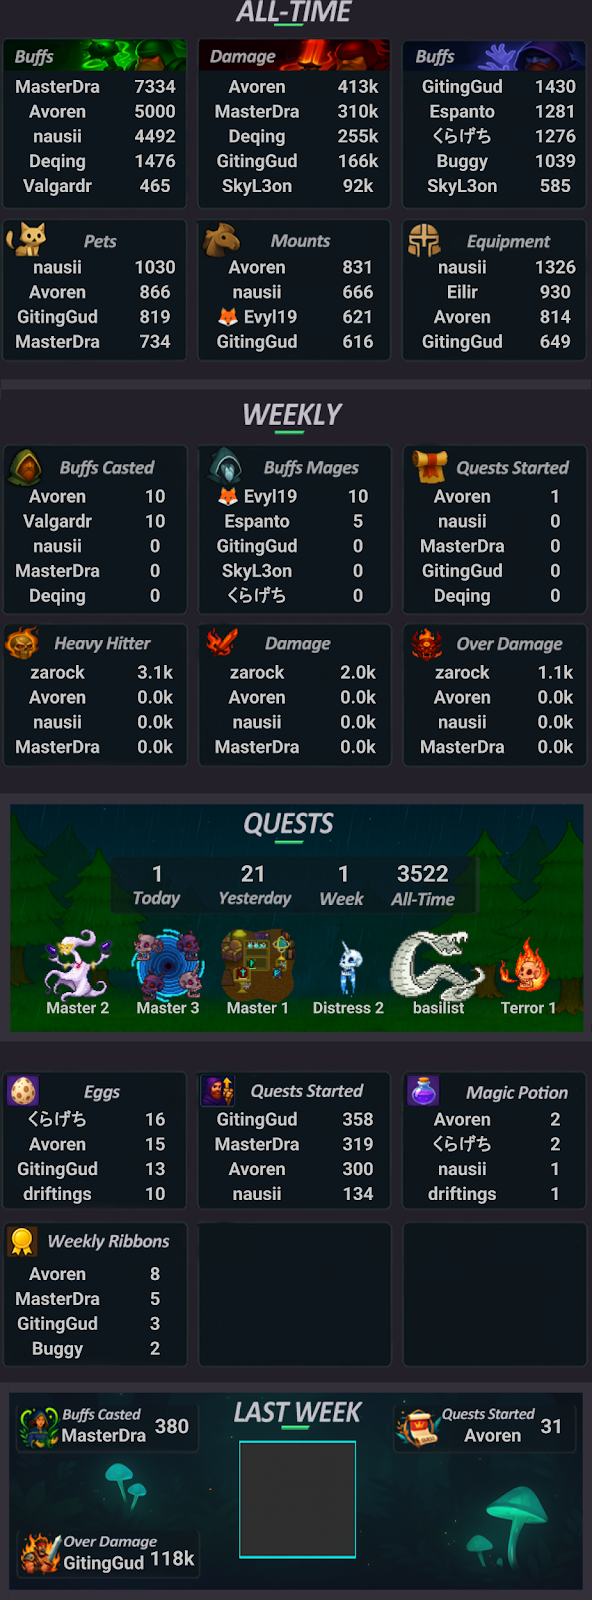 ALL-TIME
Buffs
MasterDra 7334
Avoren 5000
nausii 4492
Deqing 1476
Valgardr 465
Damage
Avoren 413k
MasterDra 310k
Deqing 255k
GitingGud 166k
SkyL3on 92k
Buffs
GitingGud 1430
Espanto 1281
くらげち 1276
Buggy 1039
SkyL3on 585
Pets
nausii 1030
Avoren 866
GitingGud 819
MasterDra 734
Mounts
Avoren 831
nausii 666
🦊 Evyl19 621
GitingGud 616
Equipment
nausii 1326
Eilir 930
Avoren 814
GitingGud 649
WEEKLY
Buffs Casted
Avoren 10
Valgardr 10
nausii 0
MasterDra 0
Deqing 0
Buffs Mages
🦊 Evyl19 10
Espanto 5
GitingGud 0
SkyL3on 0
くらげち 0
Quests Started
Avoren 1
nausii 0
MasterDra 0
GitingGud 0
Deqing 0
Heavy Hitter
zarock 3.1k
Avoren 0.0k
nausii 0.0k
MasterDra 0.0k
Damage
zarock 2.0k
Avoren 0.0k
nausii 0.0k
MasterDra 0.0k
Over Damage
zarock 1.1k
Avoren 0.0k
nausii 0.0k
MasterDra 0.0k
QUESTS
1 21 1 3522
Today Yesterday Week All-Time
Master 2 Master 3 Master 1 Distress 2 basilist Terror 1
Eggs
くらげち 16
Avoren 15
GitingGud 13
driftings 10
Quests Started
GitingGud 358
MasterDra 319
Avoren 300
nausii 134
Magic Potion
Avoren 2
くらげち 2
nausii 1
driftings 1
Weekly Ribbons
Avoren 8
MasterDra 5
GitingGud 3
Buggy 2
LAST WEEK
Buffs Casted
MasterDra 380
Quests Started
Avoren 31
Over Damage
GitingGud 118k